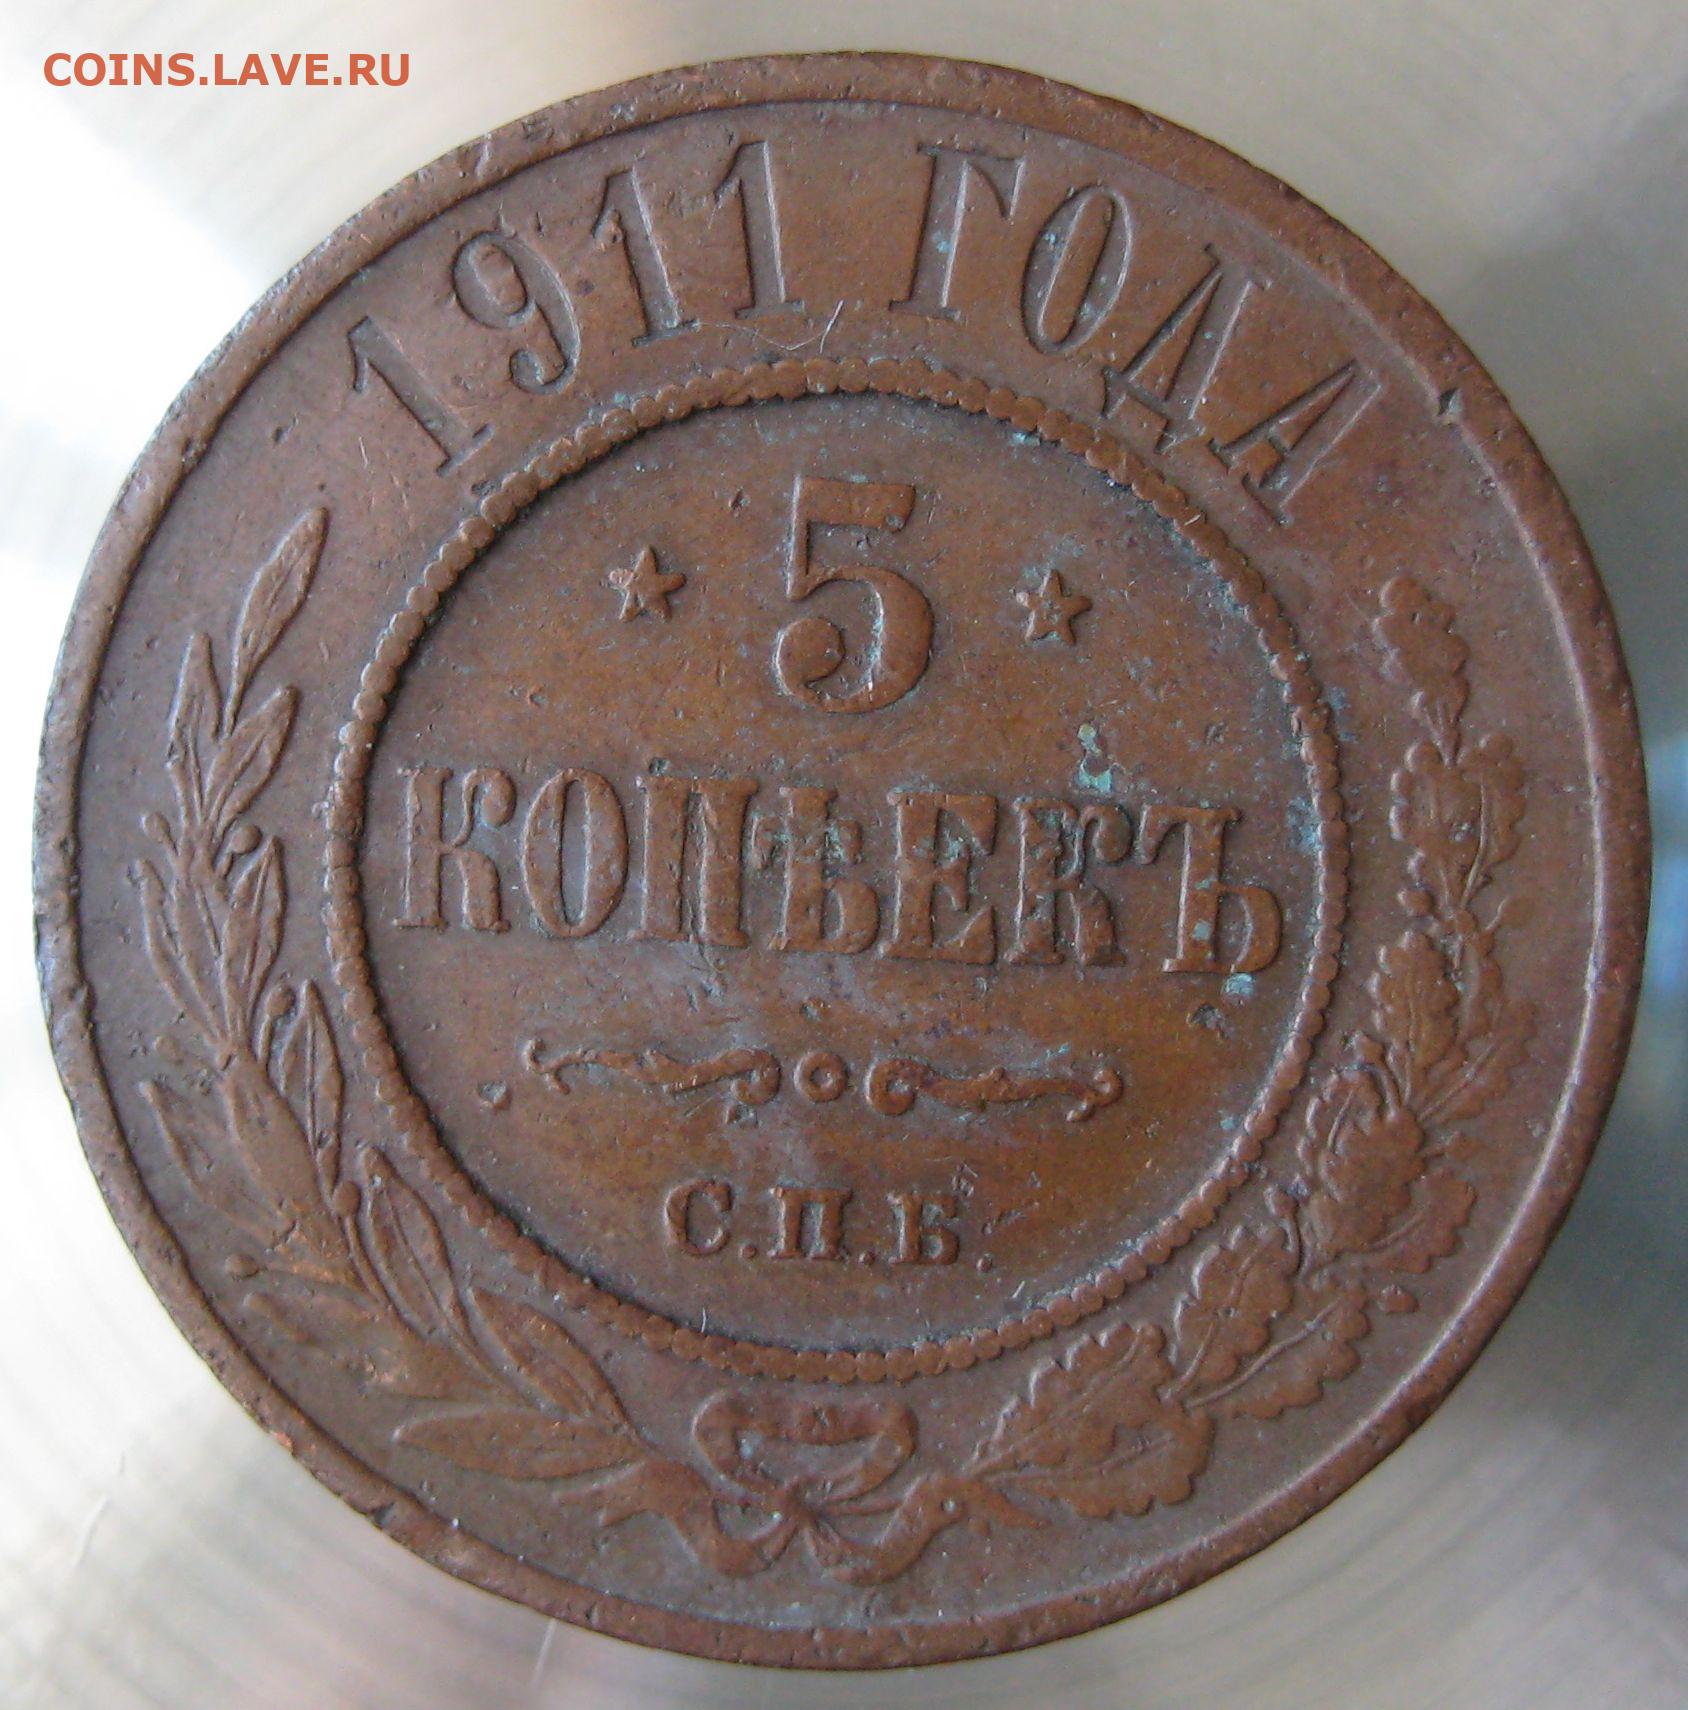 COINS.LAVE.RU
1911 ГОДА
5
КОПѢЕКЪ
С.П.Б.